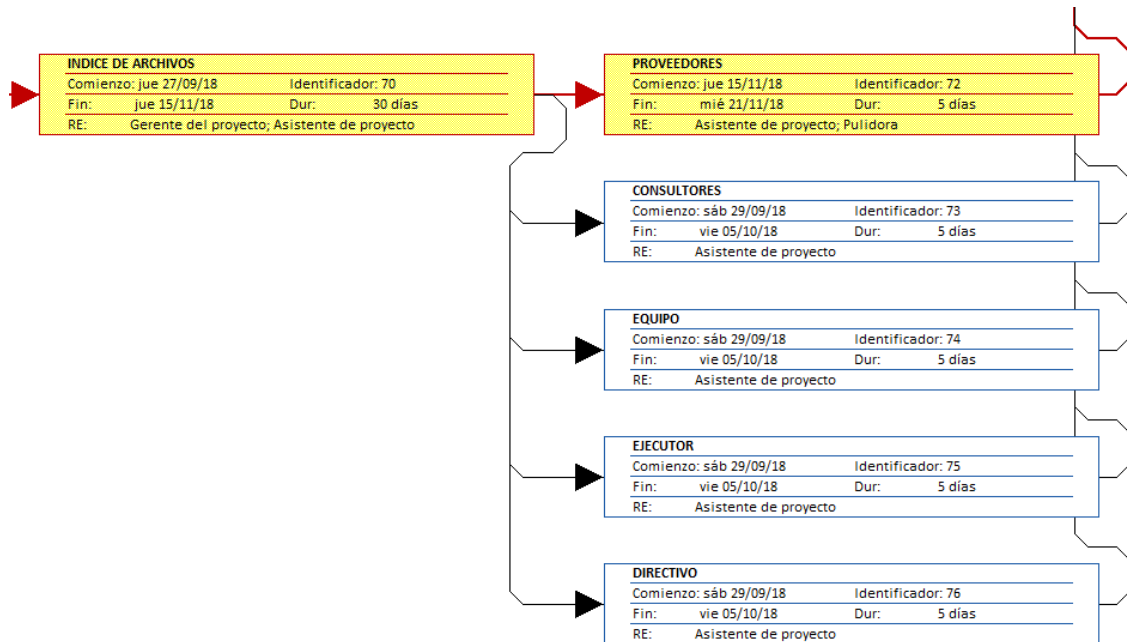 INDICE DE ARCHIVOS
Comienzo: jue 27/09/18 Identificador: 70
Fin: jue 15/11/18 Dur: 30 días
RE: Gerente del proyecto; Asistente de proyecto
PROVEEDORES
Comienzo: jue 15/11/18 Identificador: 72
Fin: mié 21/11/18 Dur: 5 días
RE: Asistente de proyecto; Pulidora
CONSULTORES
Comienzo: sáb 29/09/18 Identificador: 73
Fin: vie 05/10/18 Dur: 5 días
RE: Asistente de proyecto
EQUIPO
Comienzo: sáb 29/09/18 Identificador: 74
Fin: vie 05/10/18 Dur: 5 días
RE: Asistente de proyecto
EJECUTOR
Comienzo: sáb 29/09/18 Identificador: 75
Fin: vie 05/10/18 Dur: 5 días
RE: Asistente de proyecto
DIRECTIVO
Comienzo: sáb 29/09/18 Identificador: 76
Fin: vie 05/10/18 Dur: 5 días
RE: Asistente de proyecto